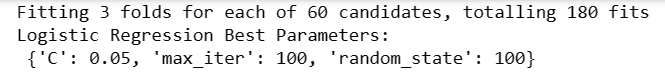 Fitting 3 folds for each of 60 candidates, totalling 180 fits
Logistic Regression Best Parameters:
{'C': 0.05, 'max_iter': 100, 'random_state': 100}